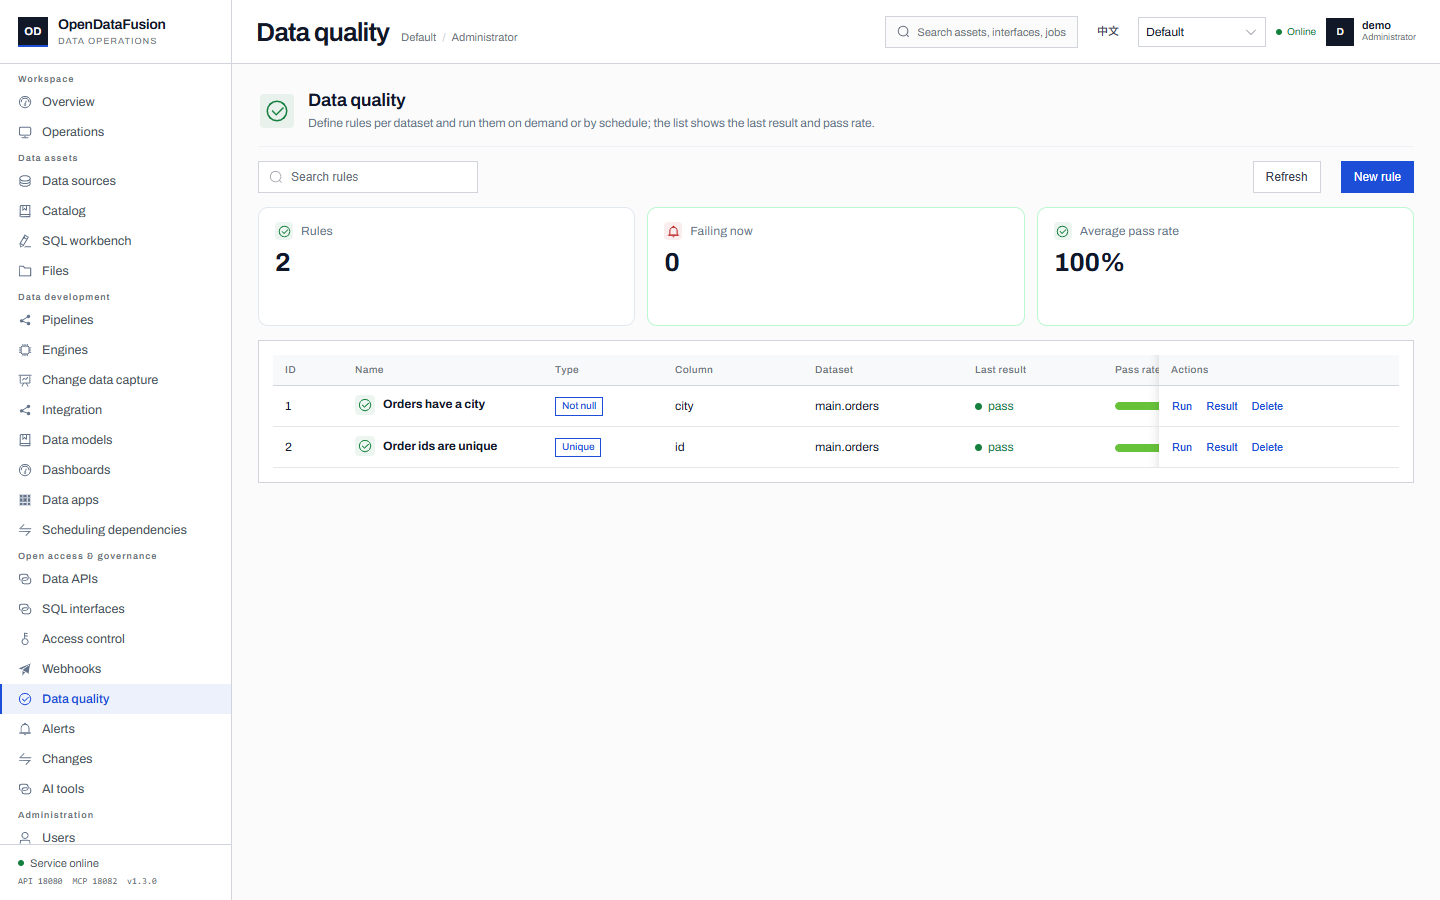 OD
OpenDataFusion
DATA OPERATIONS
Data quality
Default / Administrator
Search assets, interfaces, jobs
中文
Default
Online
D
demo
Administrator
Workspace
Overview
Operations
Data assets
Data sources
Catalog
SQL workbench
Files
Data development
Pipelines
Engines
Change data capture
Integration
Data models
Dashboards
Data apps
Scheduling dependencies
Open access & governance
Data APIs
SQL interfaces
Access control
Webhooks
Data quality
Alerts
Changes
AI tools
Administration
Users
Service online
API 18080 MCP 18082 v1.3.0
Data quality
Define rules per dataset and run them on demand or by schedule; the list shows the last result and pass rate.
Search rules
Refresh
New rule
Rules
2
Failing now
0
Average pass rate
100%
ID Name Type Column Dataset Last result Pass rate Actions
1 Orders have a city Not null city main.orders pass Run Result Delete
2 Order ids are unique Unique id main.orders pass Run Result Delete